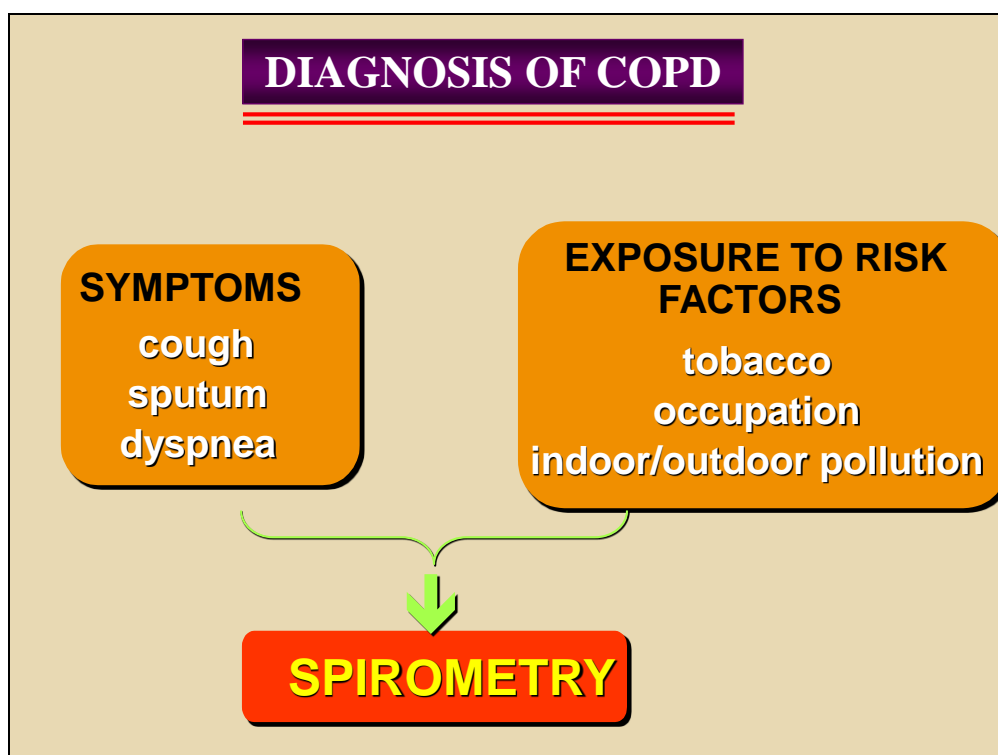 DIAGNOSIS OF COPD
SYMPTOMS
cough
sputum
dyspnea
EXPOSURE TO RISK
FACTORS
tobacco
occupation
indoor/outdoor pollution
SPIROMETRY